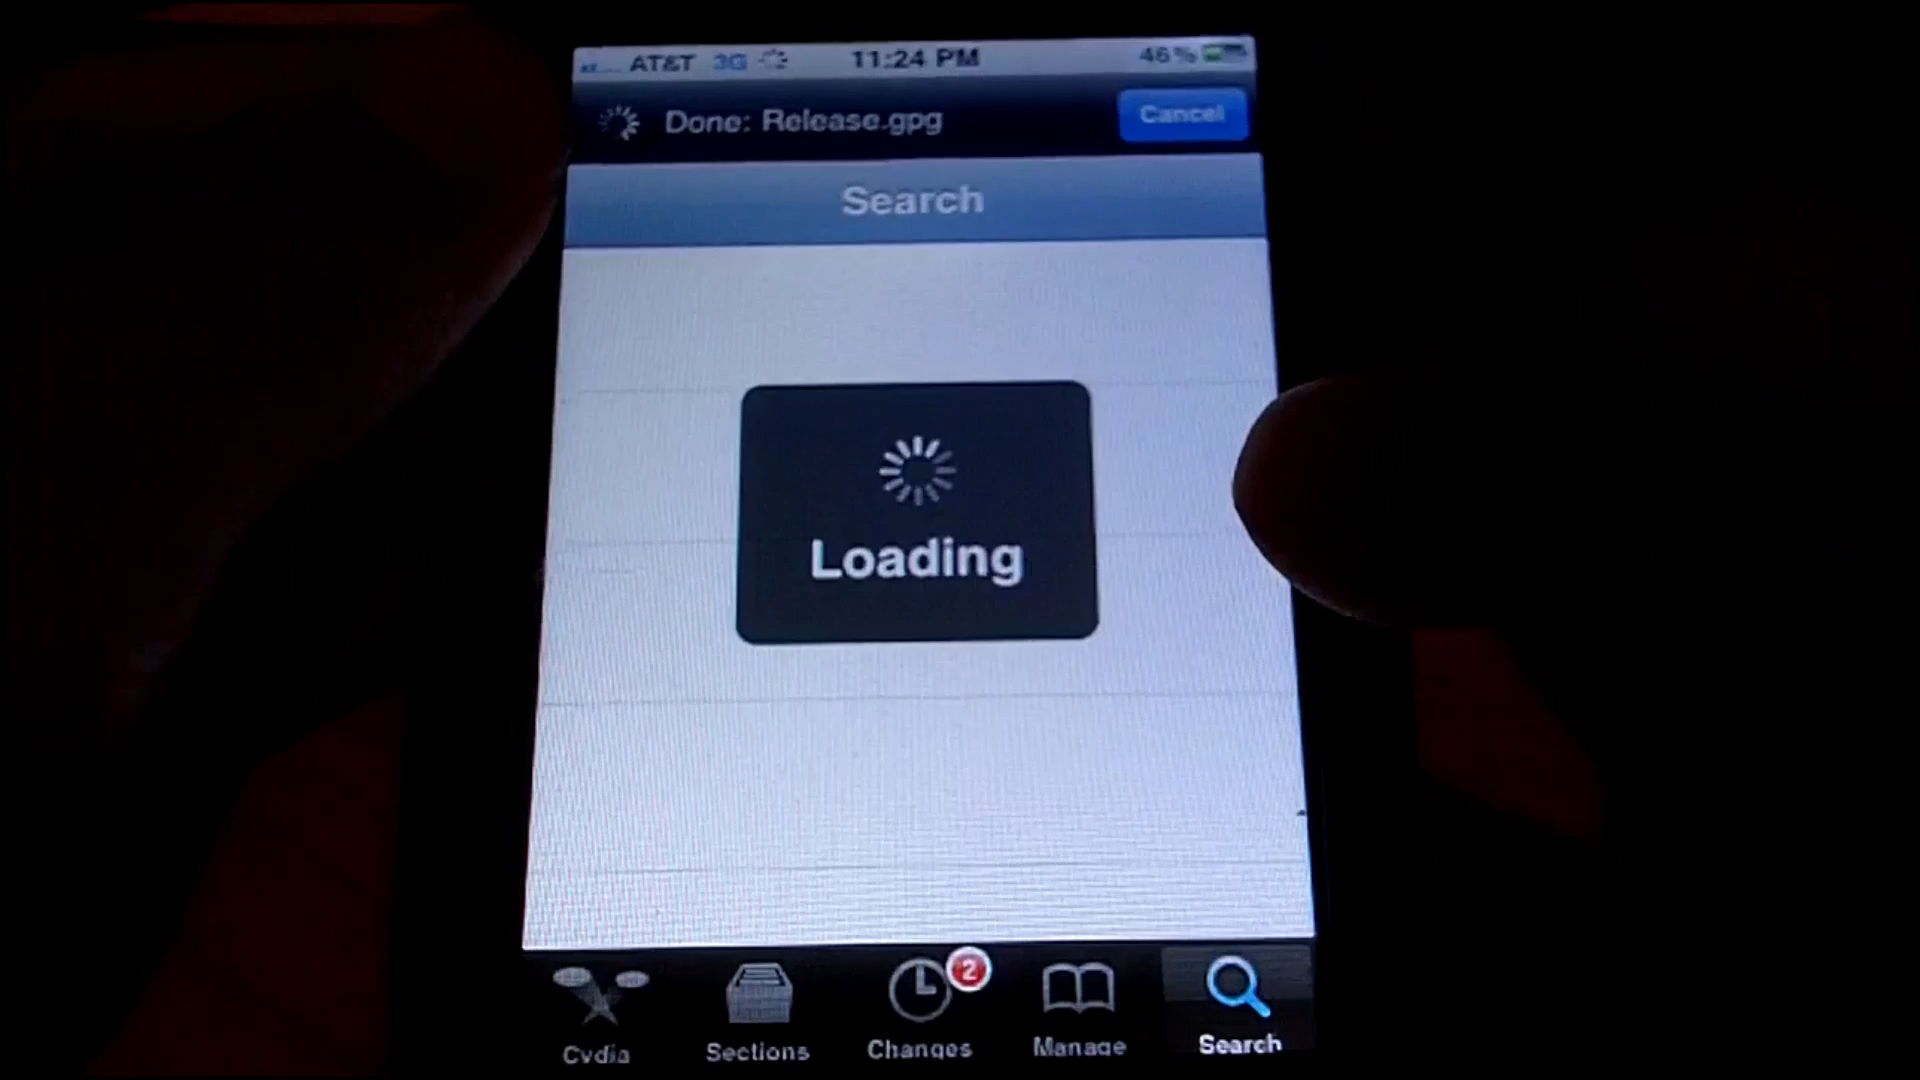 AT&T 3G 11:24 PM 46%
Done: Release.gpg Cancel
Search
Loading
2
Cydia Sections Changes Manage Search